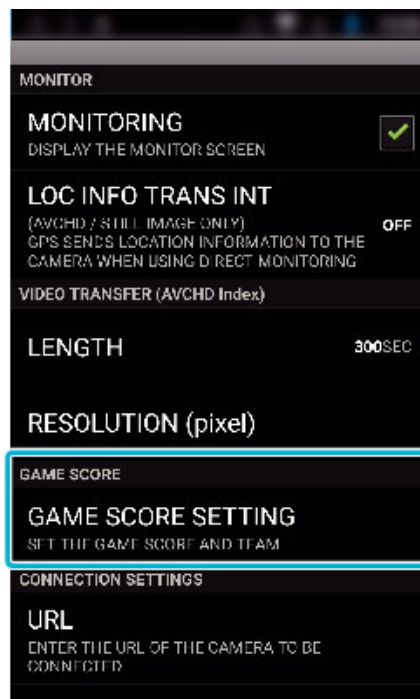 MONITOR
MONITORING
DISPLAY THE MONITOR SCREEN
LOC INFO TRANS INT
(AVCHD / STILL IMAGE ONLY)
OFF
GPS SENDS LOCATION INFORMATION TO THE
CAMERA WHEN USING DIRECT MONITORING
VIDEO TRANSFER (AVCHD Index)
LENGTH
300SEC
RESOLUTION (pixel)
GAME SCORE
GAME SCORE SETTING
SET THE GAME SCORE AND TEAM
CONNECTION SETTINGS
URL
ENTER THE URL OF THE CAMERA TO BE
CONNECTED